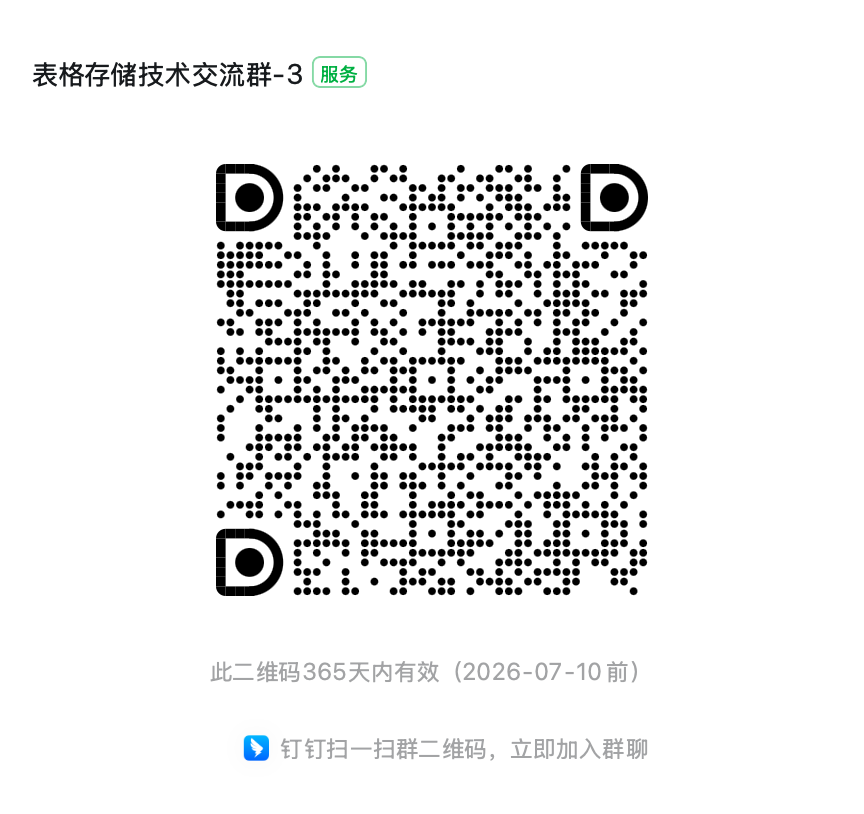 表格存储技术交流群-3 服务
此二维码365天内有效（2026-07-10 前）
钉钉扫一扫群二维码，立即加入群聊